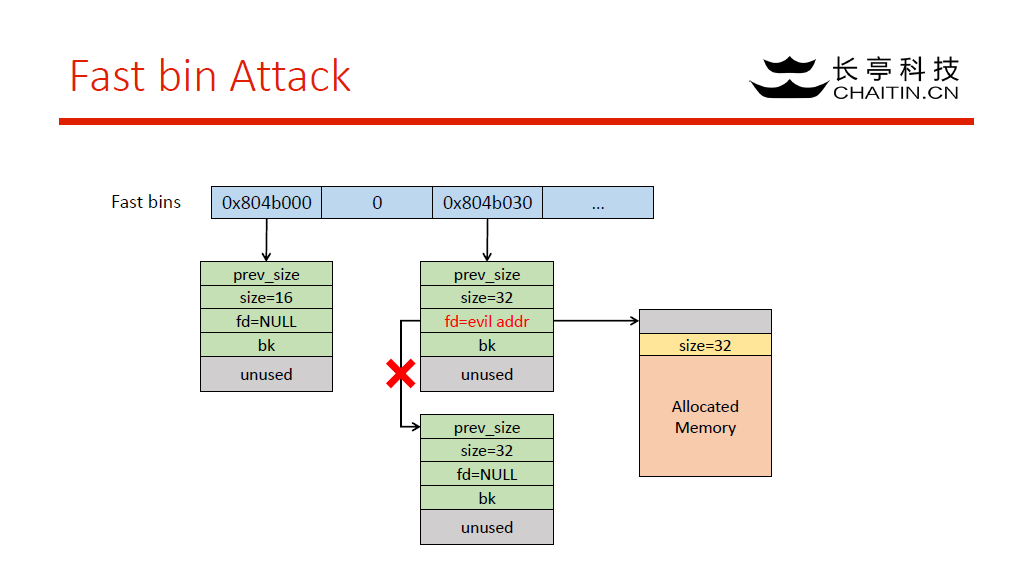 Fast bin Attack
长亭科技
CHAITIN.CN
Fast bins
0x804b000
0
0x804b030
...
prev_size
size=16
fd=NULL
bk
unused
prev_size
size=32
fd=evil addr
bk
unused
size=32
Allocated
Memory
prev_size
size=32
fd=NULL
bk
unused